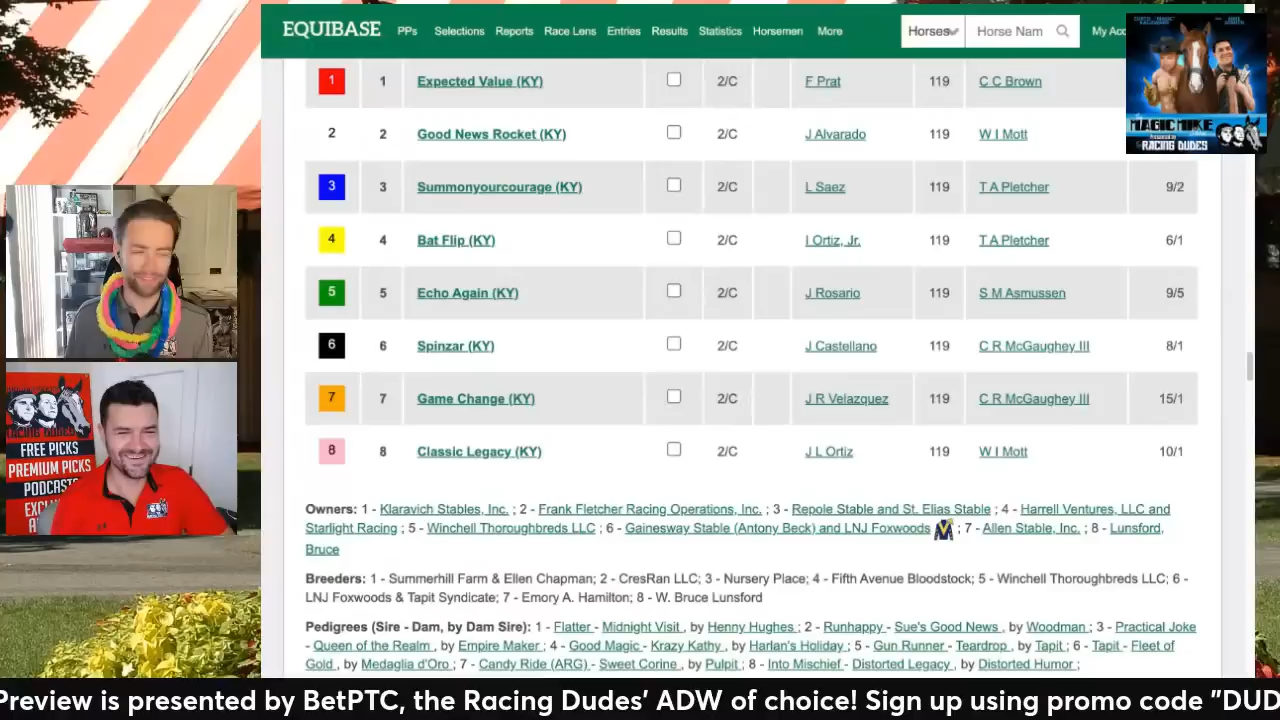 EQUIBASE PPs Selections Reports Race Lens Entries Results Statistics Horsemen More Horses Horse Nam My Acc
MAGIC MIKE
RACING DUDES
1 1 Expected Value (KY) 2/C F Prat 119 C C Brown
2 2 Good News Rocket (KY) 2/C J Alvarado 119 W I Mott
3 3 Summonyourcourage (KY) 2/C L Saez 119 T A Pletcher 9/2
4 4 Bat Flip (KY) 2/C I Ortiz, Jr. 119 T A Pletcher 6/1
5 5 Echo Again (KY) 2/C J Rosario 119 S M Asmussen 9/5
6 6 Spinzar (KY) 2/C J Castellano 119 C R McGaughey III 8/1
7 7 Game Change (KY) 2/C J R Velazquez 119 C R McGaughey III 15/1
8 8 Classic Legacy (KY) 2/C J L Ortiz 119 W I Mott 10/1
RACING DUDES
FREE PICKS
PREMIUM PICKS
PODCASTS
Owners: 1 - Klaravich Stables, Inc. ; 2 - Frank Fletcher Racing Operations, Inc. ; 3 - Repole Stable and St. Elias Stable ; 4 - Harrell Ventures, LLC and
Starlight Racing ; 5 - Winchell Thoroughbreds LLC ; 6 - Gainesway Stable (Antony Beck) and LNJ Foxwoods ; 7 - Allen Stable, Inc. ; 8 - Lunsford,
Bruce
Breeders: 1 - Summerhill Farm & Ellen Chapman; 2 - CresRan LLC; 3 - Nursery Place; 4 - Fifth Avenue Bloodstock; 5 - Winchell Thoroughbreds LLC; 6 -
LNJ Foxwoods & Tapit Syndicate; 7 - Emory A. Hamilton; 8 - W. Bruce Lunsford
Pedigrees (Sire - Dam, by Dam Sire): 1 - Flatter - Midnight Visit , by Henny Hughes ; 2 - Runhappy - Sue's Good News , by Woodman ; 3 - Practical Joke
- Queen of the Realm , by Empire Maker ; 4 - Good Magic - Krazy Kathy , by Harlan's Holiday ; 5 - Gun Runner - Teardrop , by Tapit ; 6 - Tapit - Fleet of
Gold , by Medaglia d'Oro ; 7 - Candy Ride (ARG) - Sweet Corine , by Pulpit ; 8 - Into Mischief - Distorted Legacy , by Distorted Humor ;
Preview is presented by BetPTC, the Racing Dudes' ADW of choice! Sign up using promo code "DUD